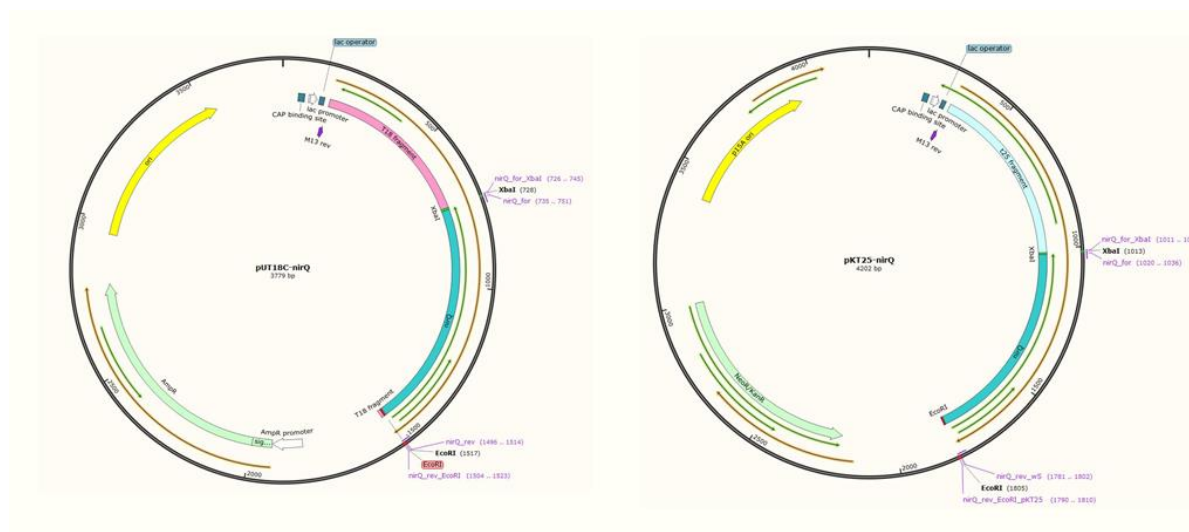 lac operator
3500
CAP binding site
lac promoter
M13 rev
T18 fragment
500
ori
nirQ_for_XbaI (726 .. 745)
XbaI (728)
nirQ_for (735 .. 751)
XbaI
3000
pUT18C-nirQ
3779 bp
1000
nirQ
AmpR
2500
T18 fragment
AmpR promoter
sig...
1500
nirQ_rev (1496 .. 1514)
EcoRI (1517)
EcoRI
nirQ_rev_EcoRI (1504 .. 1523)
2000
lac operator
4000
CAP binding site
lac promoter
M13 rev
t25 fragment
500
p15A ori
3500
1000
nirQ_for_XbaI (1011 ..
XbaI (1013)
nirQ_for (1020 .. 1036)
XbaI
pKT25-nirQ
4202 bp
3000
nirQ
NeoR/KanR
EcoRI
1500
2500
2000
nirQ_rev_wS (1781 .. 1802)
EcoRI (1805)
nirQ_rev_EcoRI_pKT25 (1790 .. 1810)